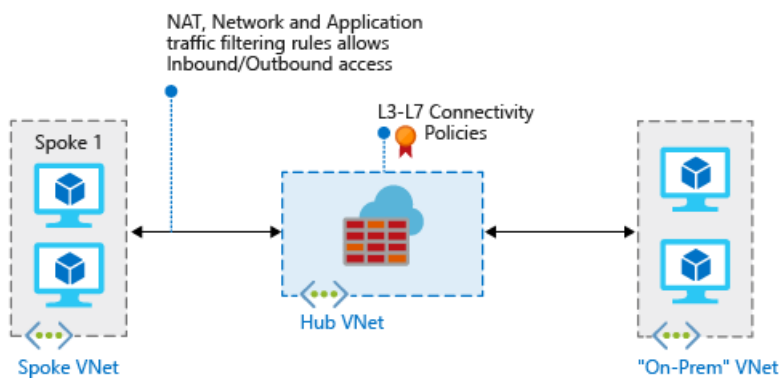 NAT, Network and Application
traffic filtering rules allows
Inbound/Outbound access
L3-L7 Connectivity
Policies
Spoke 1
Hub VNet
Spoke VNet
"On-Prem" VNet